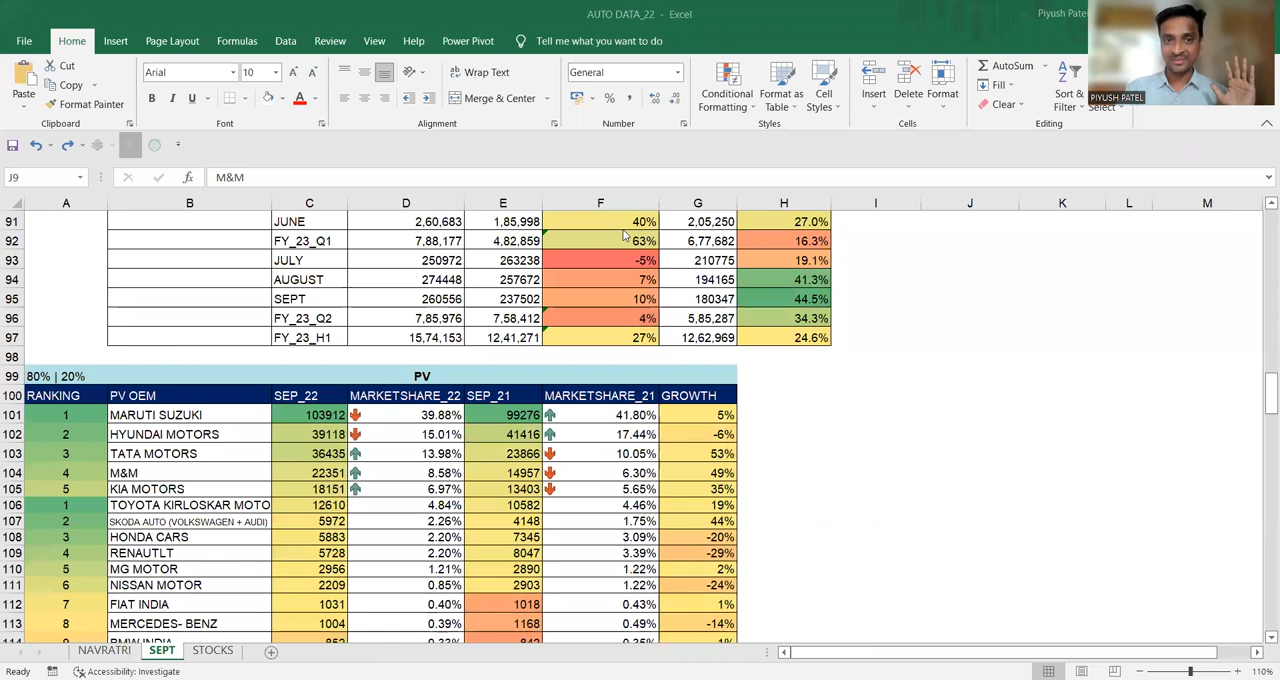 AUTO DATA_22 - Excel
Piyush Patel
File Home Insert Page Layout Formulas Data Review View Help Power Pivot Tell me what you want to do
Paste
Cut
Copy
Format Painter
Clipboard
Arial 10
B I U
Font
Wrap Text
Merge & Center
Alignment
General
%
Number
Conditional Formatting
Format as Table
Cell Styles
Styles
Insert Delete Format
Cells
AutoSum
Fill
Clear
Sort & Filter
Select
Editing
PIYUSH PATEL
J9 fx M&M
A B C D E F G H I J K L M
91 JUNE 2,60,683 1,85,998 40% 2,05,250 27.0%
92 FY_23_Q1 7,88,177 4,82,859 63% 6,77,682 16.3%
93 JULY 250972 263238 -5% 210775 19.1%
94 AUGUST 274448 257672 7% 194165 41.3%
95 SEPT 260556 237502 10% 180347 44.5%
96 FY_23_Q2 7,85,976 7,58,412 4% 5,85,287 34.3%
97 FY_23_H1 15,74,153 12,41,271 27% 12,62,969 24.6%
98
99 80% | 20% PV
100 RANKING PV OEM SEP_22 MARKETSHARE_22 SEP_21 MARKETSHARE_21 GROWTH
101 1 MARUTI SUZUKI 103912 39.88% 99276 41.80% 5%
102 2 HYUNDAI MOTORS 39118 15.01% 41416 17.44% -6%
103 3 TATA MOTORS 36435 13.98% 23866 10.05% 53%
104 4 M&M 22351 8.58% 14957 6.30% 49%
105 5 KIA MOTORS 18151 6.97% 13403 5.65% 35%
106 1 TOYOTA KIRLOSKAR MOTO 12610 4.84% 10582 4.46% 19%
107 2 SKODA AUTO (VOLKSWAGEN + AUDI) 5972 2.26% 4148 1.75% 44%
108 3 HONDA CARS 5883 2.20% 7345 3.09% -20%
109 4 RENAUTLT 5728 2.20% 8047 3.39% -29%
110 5 MG MOTOR 2956 1.21% 2890 1.22% 2%
111 6 NISSAN MOTOR 2209 0.85% 2903 1.22% -24%
112 7 FIAT INDIA 1031 0.40% 1018 0.43% 1%
113 8 MERCEDES- BENZ 1004 0.39% 1168 0.49% -14%
114 9 BMW INDIA 852 0.33% 842 0.35% 1%
NAVRATRI SEPT STOCKS
Ready Accessibility: Investigate 110%